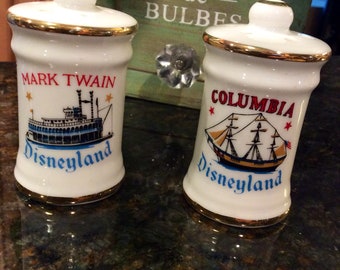 BULBES
MARK TWAIN
Disneyland
COLUMBIA
Disneyland